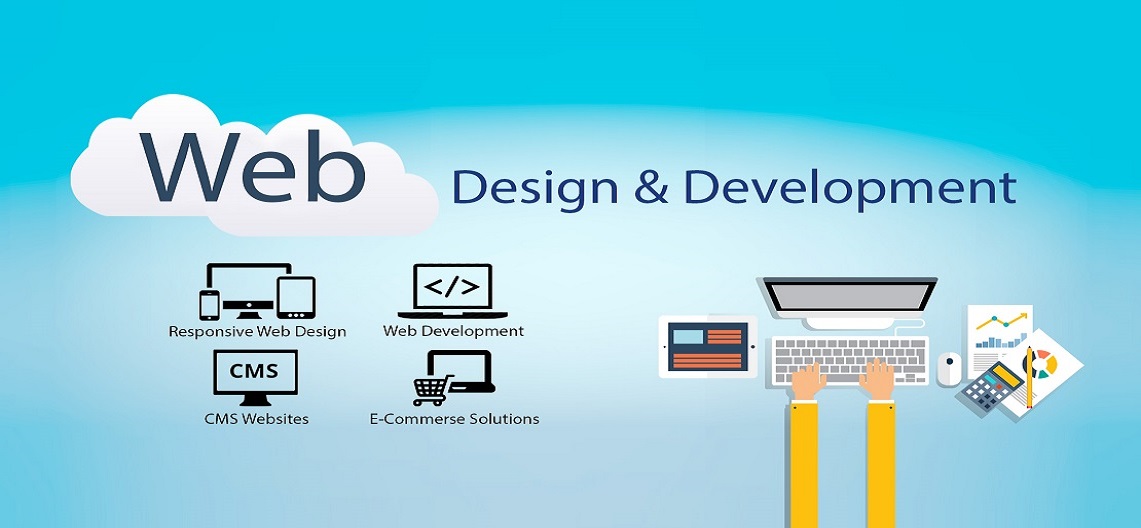 Web
Design & Development
</>
Responsive Web Design
Web Development
CMS
CMS Websites
E-Commerse Solutions